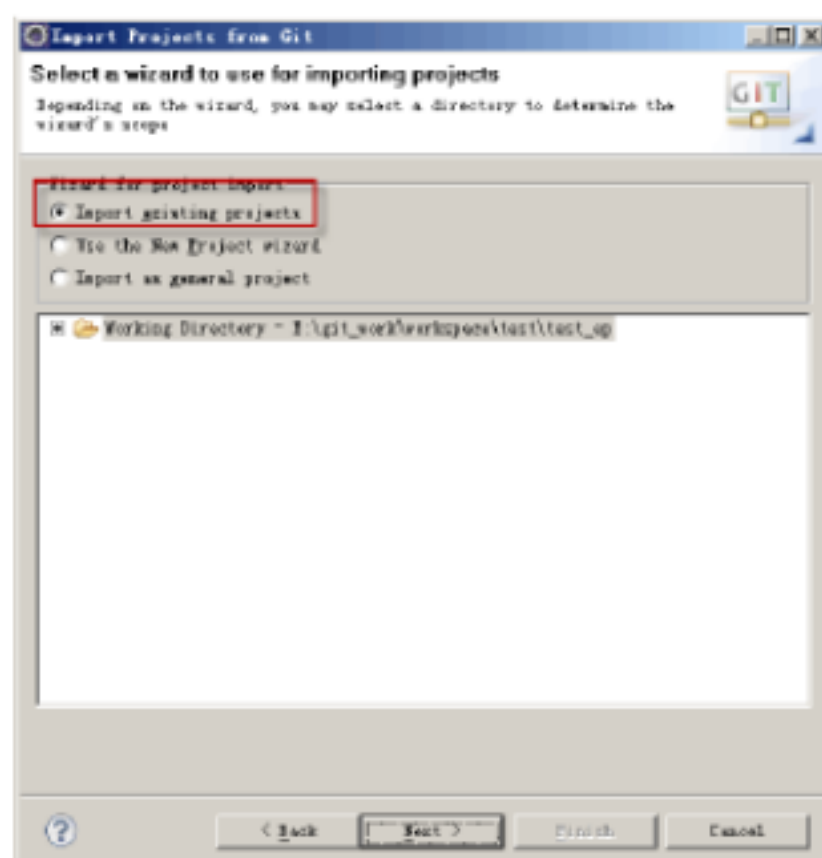 Import Projects from Git
Select a wizard to use for importing projects
Depending on the wizard, you may select a directory to determine the
wizard's scope
GIT
Wizard for project import
Import existing projects
Use the New Project wizard
Import as general project
Working Directory - \git_work\workspace\test\test_ap
?
< Back
Next >
Finish
Cancel